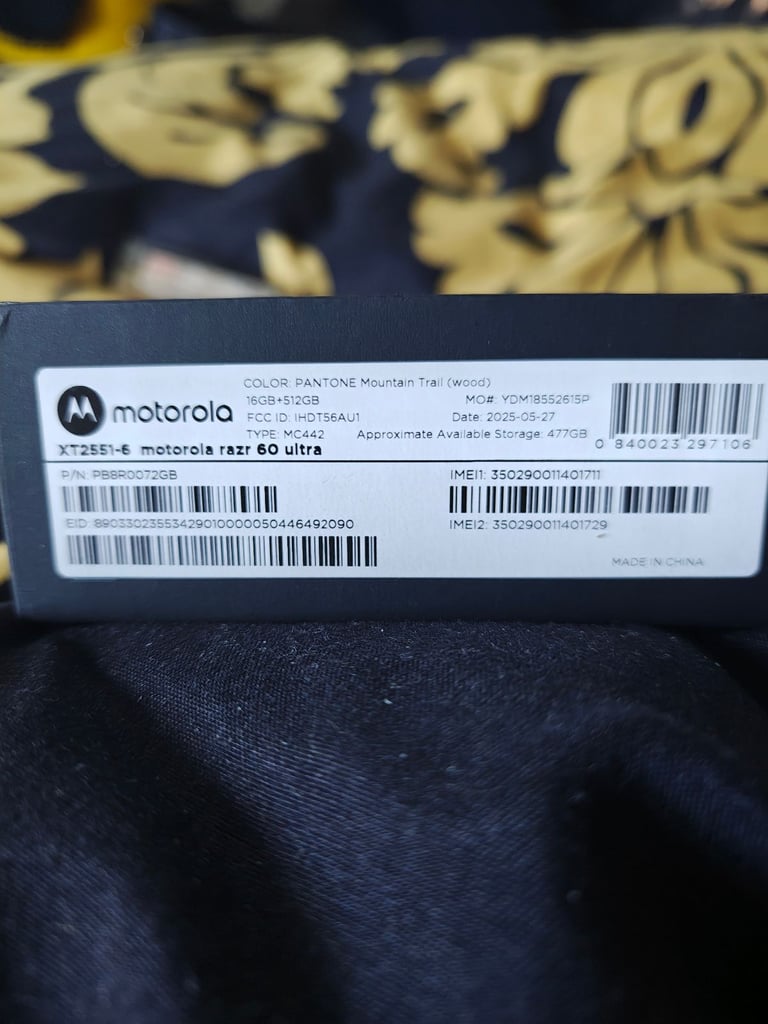 COLOR: PANTONE Mountain Trail (wood)
16GB+512GB MO#: YDM18552615P
motorola FCC ID: IHDT56AU1 Date: 2025-05-27
TYPE: MC442 Approximate Available Storage: 477GB
0 840023 297106
XT2551-6 motorola razr 60 ultra
P/N: PB8R0072GB
IMEI1: 350290011401711
EID: 89033023553429010000050446492090
IMEI2: 350290011401729
MADE IN CHINA